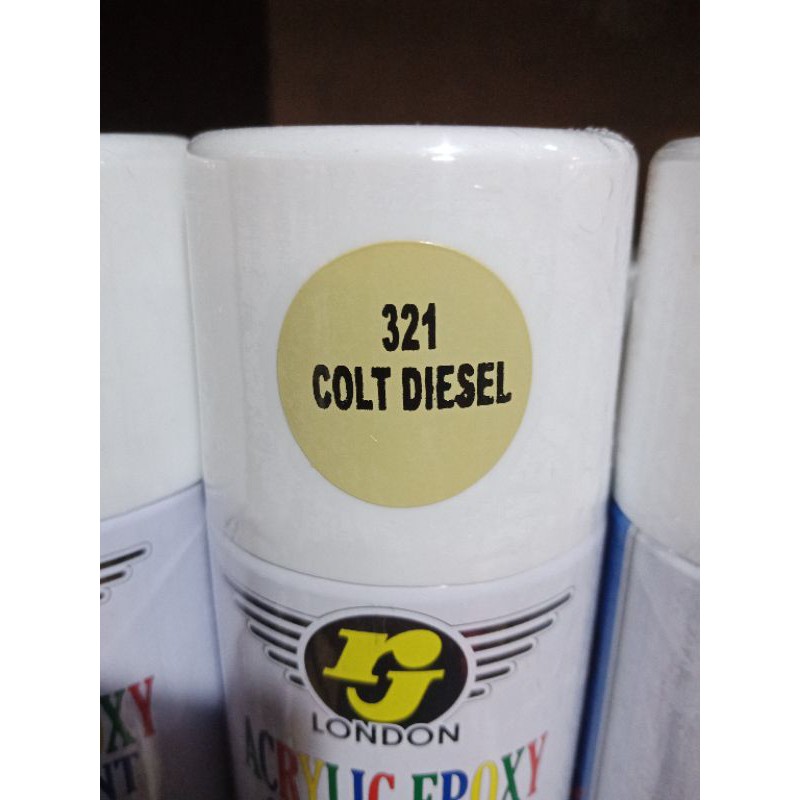 321
COLT DIESEL
rj
LONDON
ACRYLIC EPOXY